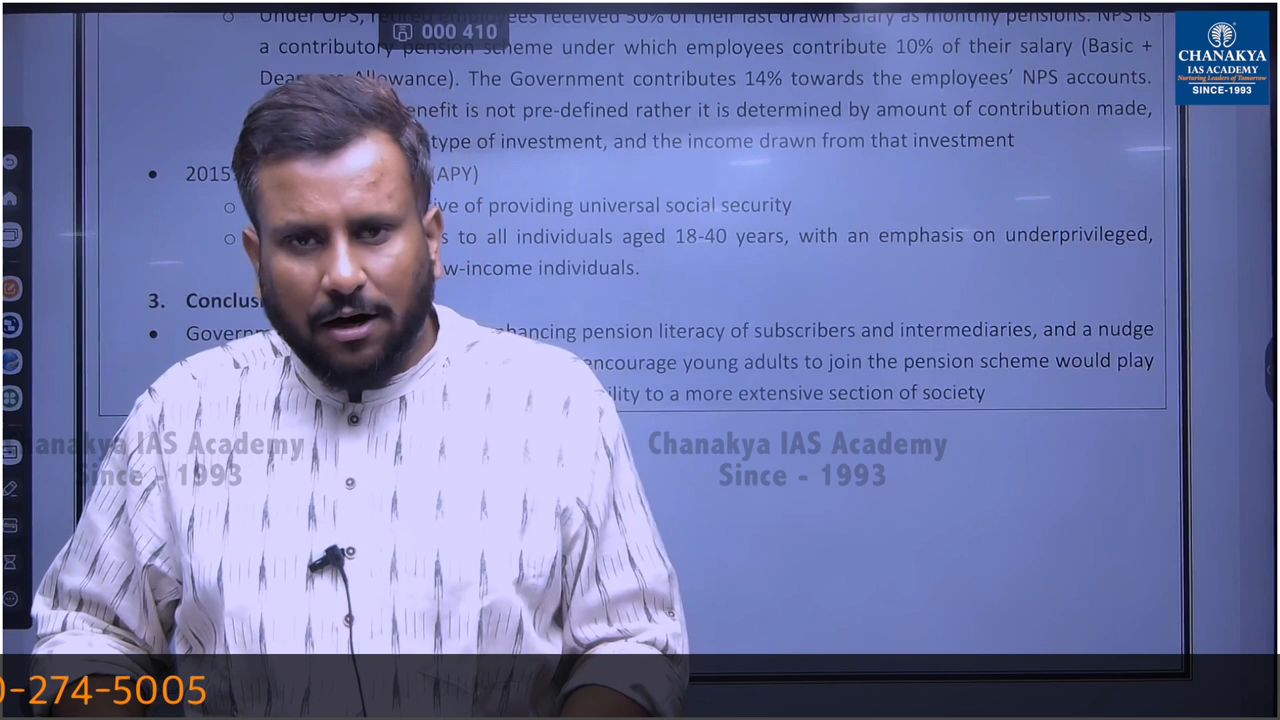 Under OPS, retired employees received 50% of their last drawn salary as monthly pensions. NPS is
000 410
a contributory pension scheme under which employees contribute 10% of their salary (Basic +
Allowance). The Government contributes 14% towards the employees' NPS accounts.
enefit is not pre-defined rather it is determined by amount of contribution made,
type of investment, and the income drawn from that investment
• 2015 (APY)
ive of providing universal social security
s to all individuals aged 18-40 years, with an emphasis on underprivileged,
w-income individuals.
3. Conclus
• Governm hancing pension literacy of subscribers and intermediaries, and a nudge
encourage young adults to join the pension scheme would play
ility to a more extensive section of society
CHANAKYA
IAS ACADEMY
Nurturing Leaders of Tomorrow
SINCE-1993
hanakya IAS Academy
Since - 1993
Chanakya IAS Academy
Since - 1993
0-274-5005